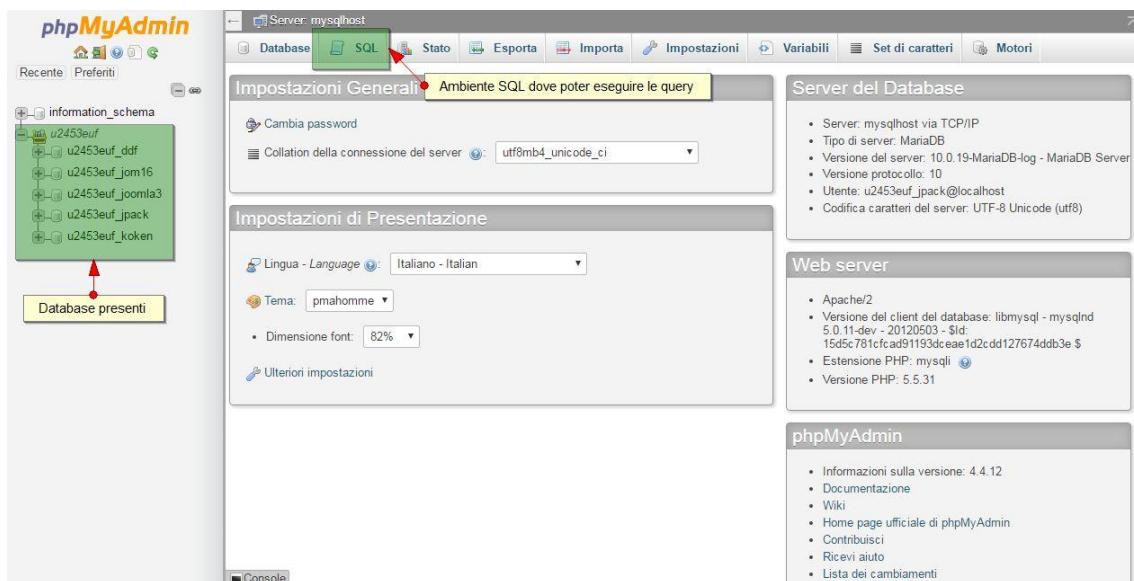 phpMyAdmin
Recente Preferiti
information_schema
u2453euf
u2453euf_ddf
u2453euf_jom16
u2453euf_joomla3
u2453euf_jpack
u2453euf_koken
Database presenti
Server: mysqlhost
Database SQL Stato Esporta Importa Impostazioni Variabili Set di caratteri Motori
Ambiente SQL dove poter eseguire le query
Impostazioni Generali
Cambia password
Collation della connessione del server : utf8mb4_unicode_ci
Impostazioni di Presentazione
Lingua - Language : Italiano - Italian
Tema: pmahomme
• Dimensione font: 82%
Ulteriori impostazioni
Console
Server del Database
• Server: mysqlhost via TCP/IP
• Tipo di server: MariaDB
• Versione del server: 10.0.19-MariaDB-log - MariaDB Server
• Versione protocollo: 10
• Utente: u2453euf_jpack@localhost
• Codifica caratteri del server: UTF-8 Unicode (utf8)
Web server
• Apache/2
• Versione del client del database: libmysql - mysqlnd
5.0.11-dev - 20120503 - $Id:
15d5c781cfcad91193dceae1d2cdd127674ddb3e $
• Estensione PHP: mysqli
• Versione PHP: 5.5.31
phpMyAdmin
• Informazioni sulla versione: 4.4.12
• Documentazione
• Wiki
• Home page ufficiale di phpMyAdmin
• Contribuisci
• Ricevi aiuto
• Lista dei cambiamenti